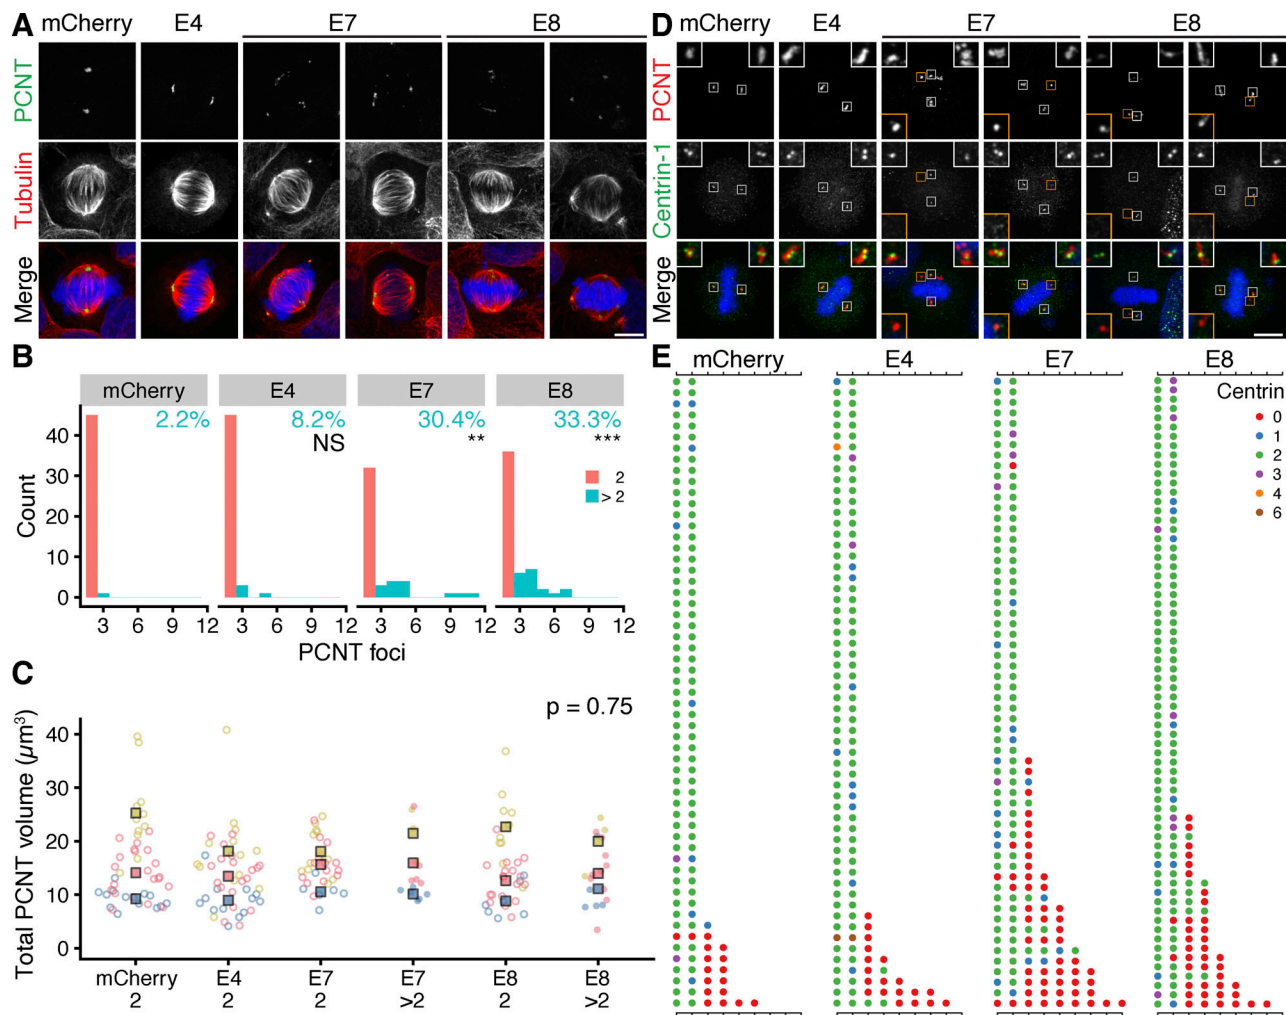 A mCherry E4 E7 E8
PCNT
Tubulin
Merge
D mCherry E4 E7 E8
PCNT
Centrin-1
Merge
B
mCherry E4 E7 E8
2.2% 8.2% 30.4% 33.3%
NS ** ***
2
> 2
Count
40
30
20
10
0
3 6 9 12 3 6 9 12 3 6 9 12 3 6 9 12
PCNT foci
C
p = 0.75
Total PCNT volume (µm³)
40
30
20
10
0
mCherry E4 E7 E7 E8 E8
2 2 2 >2 2 >2
E mCherry E4 E7 E8
Centrin
0
1
2
3
4
6